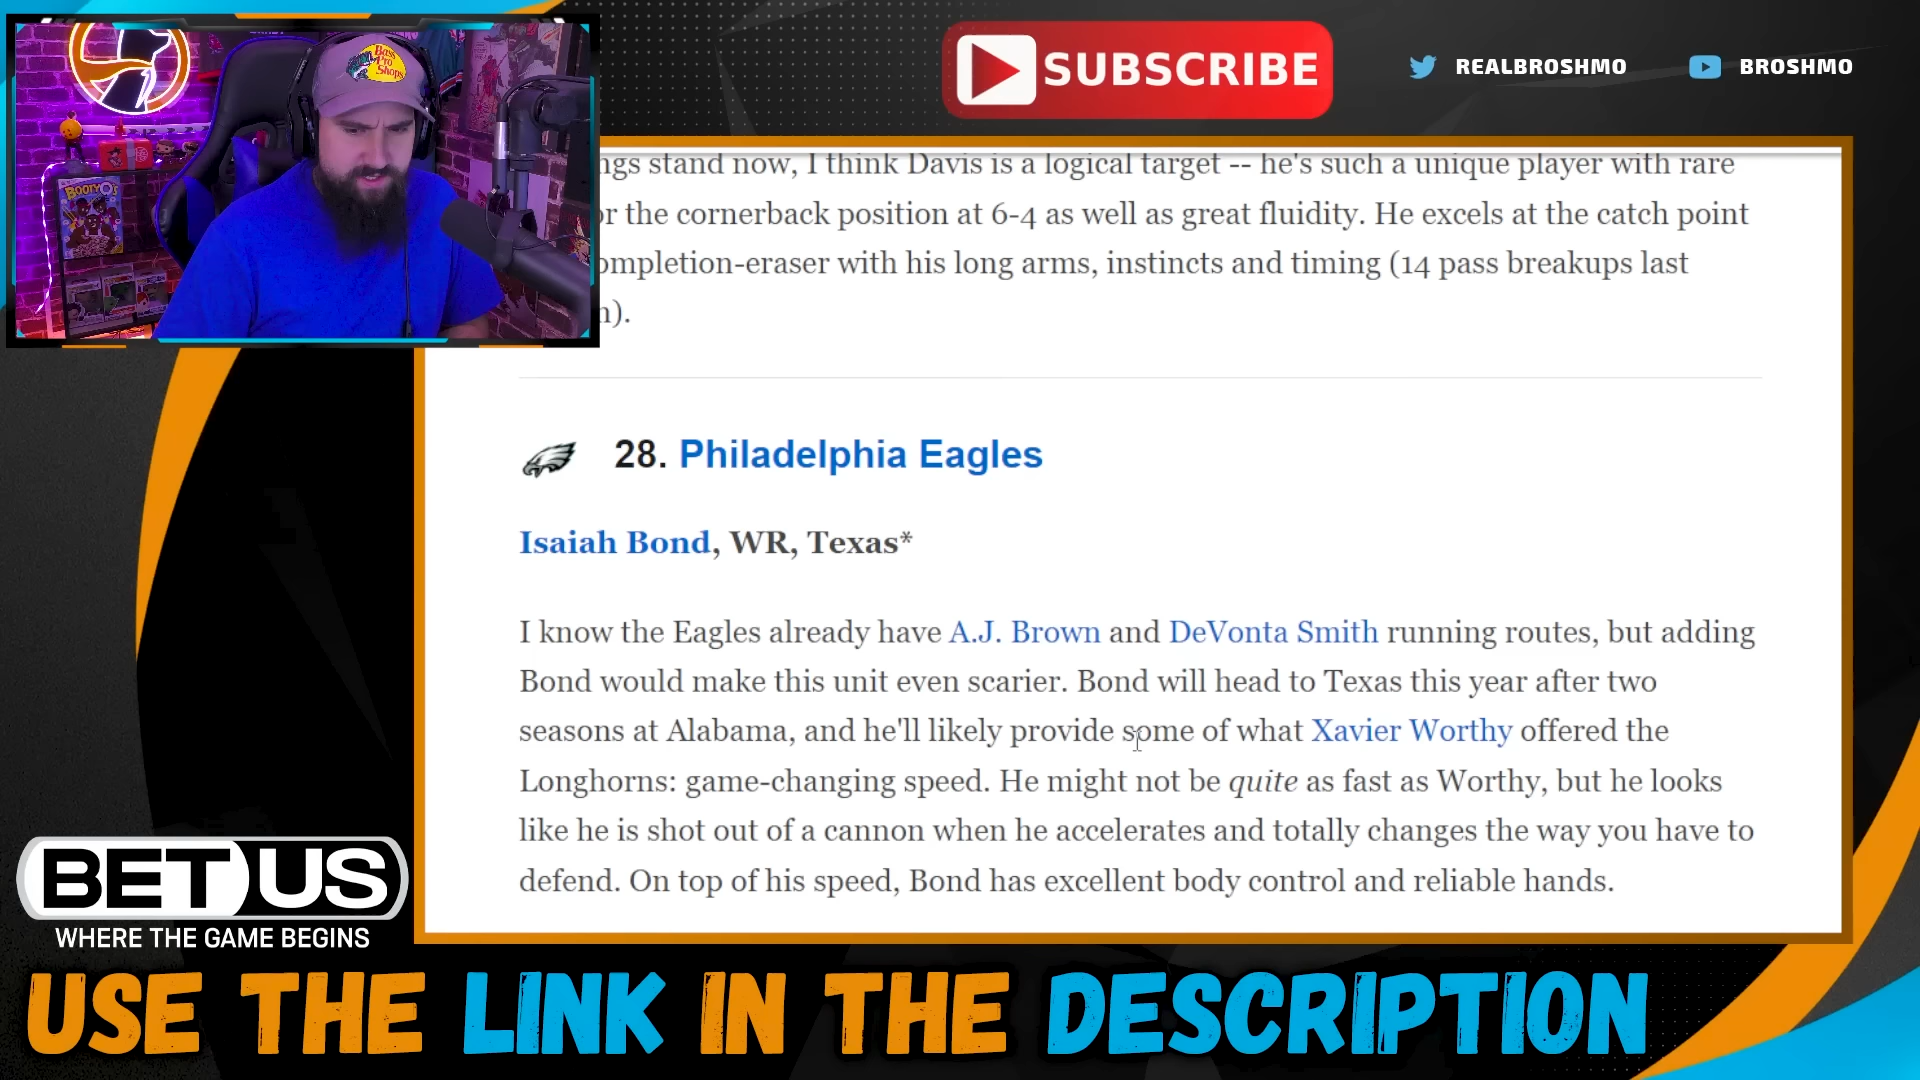 Bass
Pro
Shops
BOOTY O's
SUBSCRIBE
REALBROSHMO
BROSHMO
ngs stand now, I think Davis is a logical target -- he's such a unique player with rare
or the cornerback position at 6-4 as well as great fluidity. He excels at the catch point
ompletion-eraser with his long arms, instincts and timing (14 pass breakups last
n).
28. Philadelphia Eagles
Isaiah Bond, WR, Texas*
I know the Eagles already have A.J. Brown and DeVonta Smith running routes, but adding
Bond would make this unit even scarier. Bond will head to Texas this year after two
seasons at Alabama, and he'll likely provide some of what Xavier Worthy offered the
Longhorns: game-changing speed. He might not be quite as fast as Worthy, but he looks
like he is shot out of a cannon when he accelerates and totally changes the way you have to
defend. On top of his speed, Bond has excellent body control and reliable hands.
BET US
WHERE THE GAME BEGINS
USE THE LINK IN THE DESCRIPTION